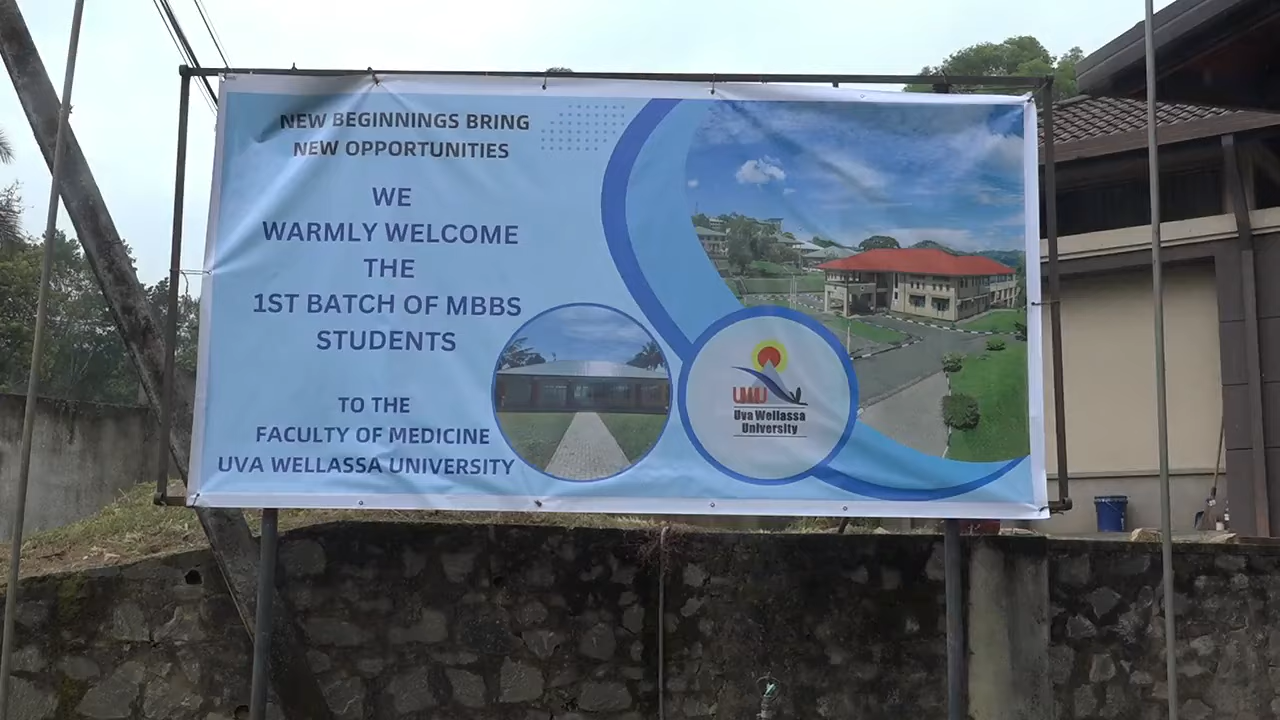 NEW BEGINNINGS BRING
NEW OPPORTUNITIES
WE
WARMLY WELCOME
THE
1ST BATCH OF MBBS
STUDENTS
TO THE
FACULTY OF MEDICINE
UVA WELLASSA UNIVERSITY
UWU
Uva Wellassa
University